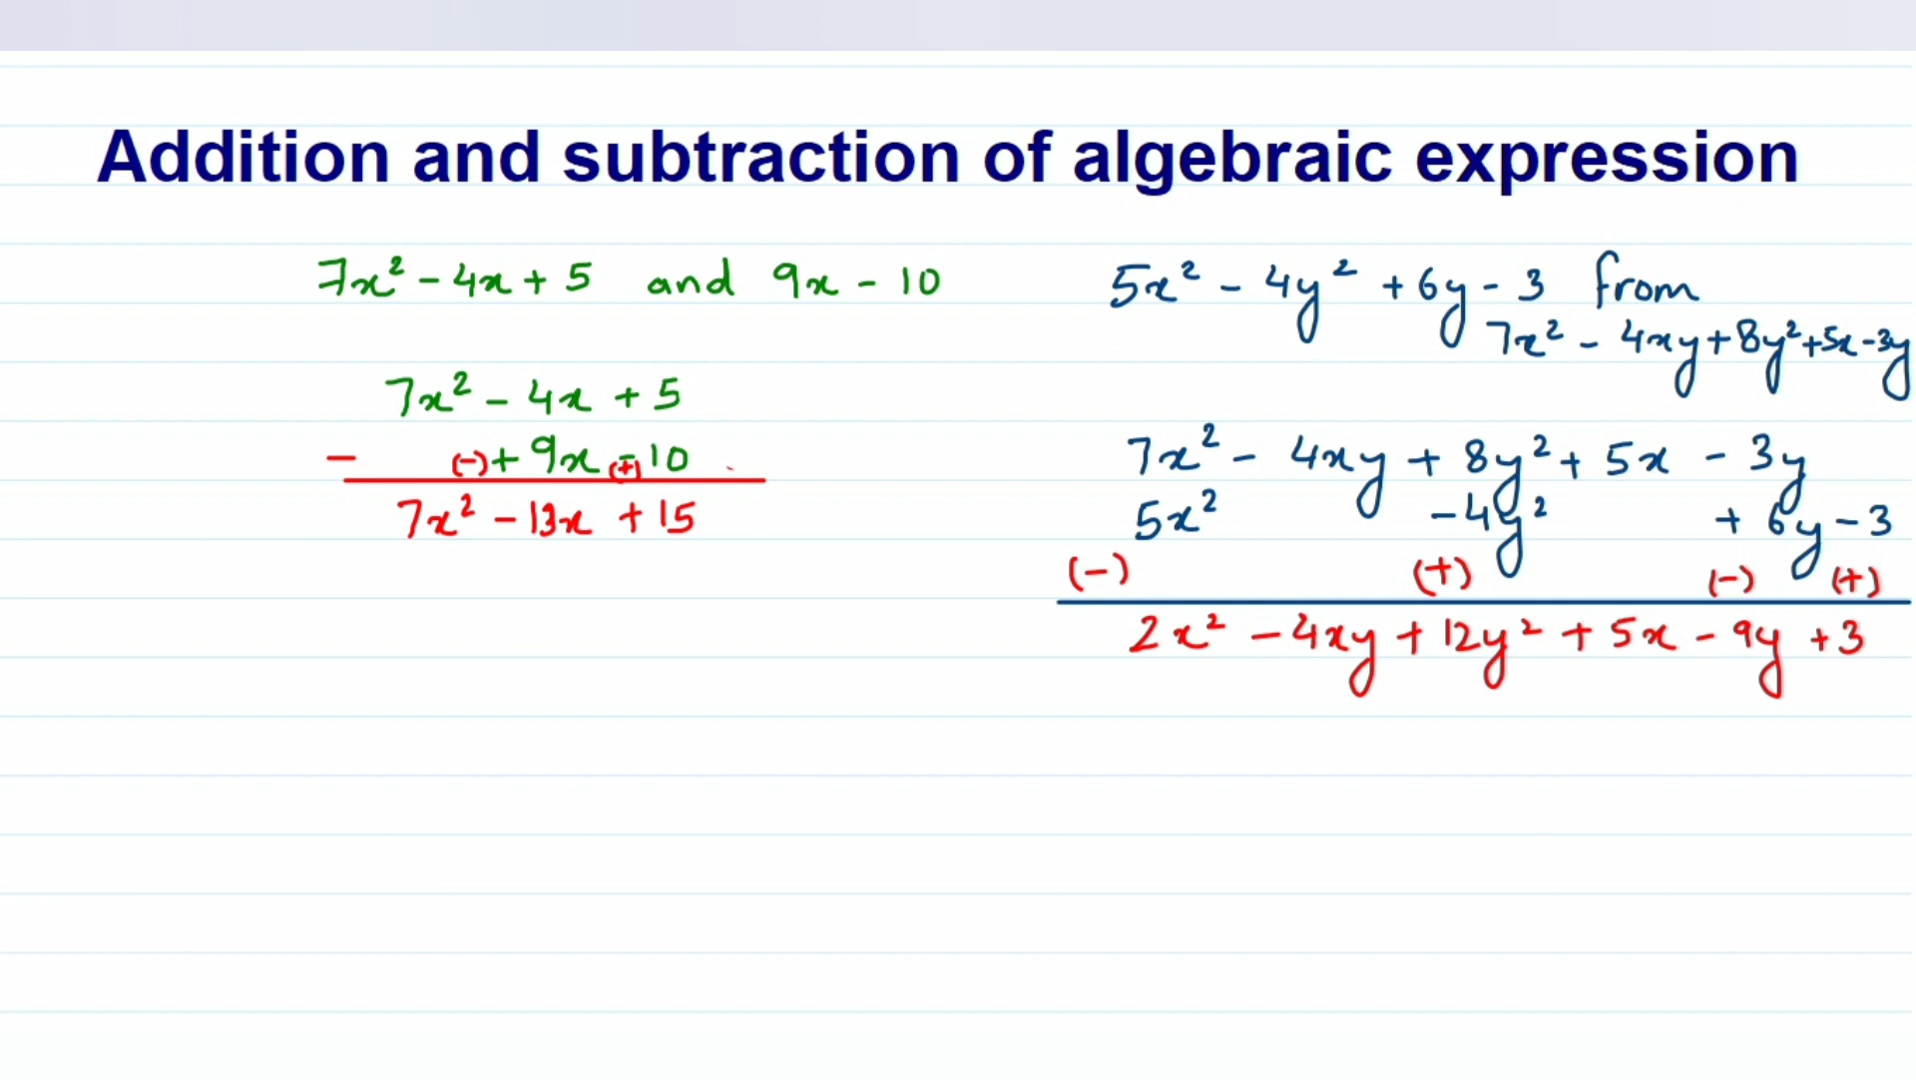 Addition and subtraction of algebraic expression
7x² - 4x + 5 and 9x - 10
7x² - 4x + 5
- (-)+ 9x (+)- 10
7x² - 13x + 15
5x² - 4y² + 6y - 3 from
7x² - 4xy + 8y² + 5x - 3y
7x² - 4xy + 8y² + 5x - 3y
5x² - 4y² + 6y - 3
(-) (+) (-) (+)
2x² - 4xy + 12y² + 5x - 9y + 3